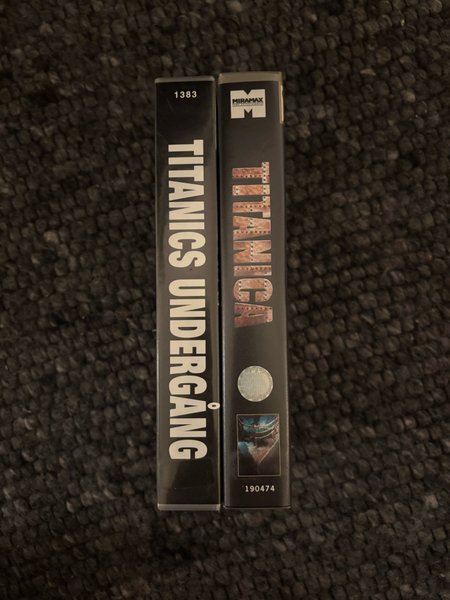 1383
TITANICS UNDERGÅNG
MIRAMAX
TITANICA
190474